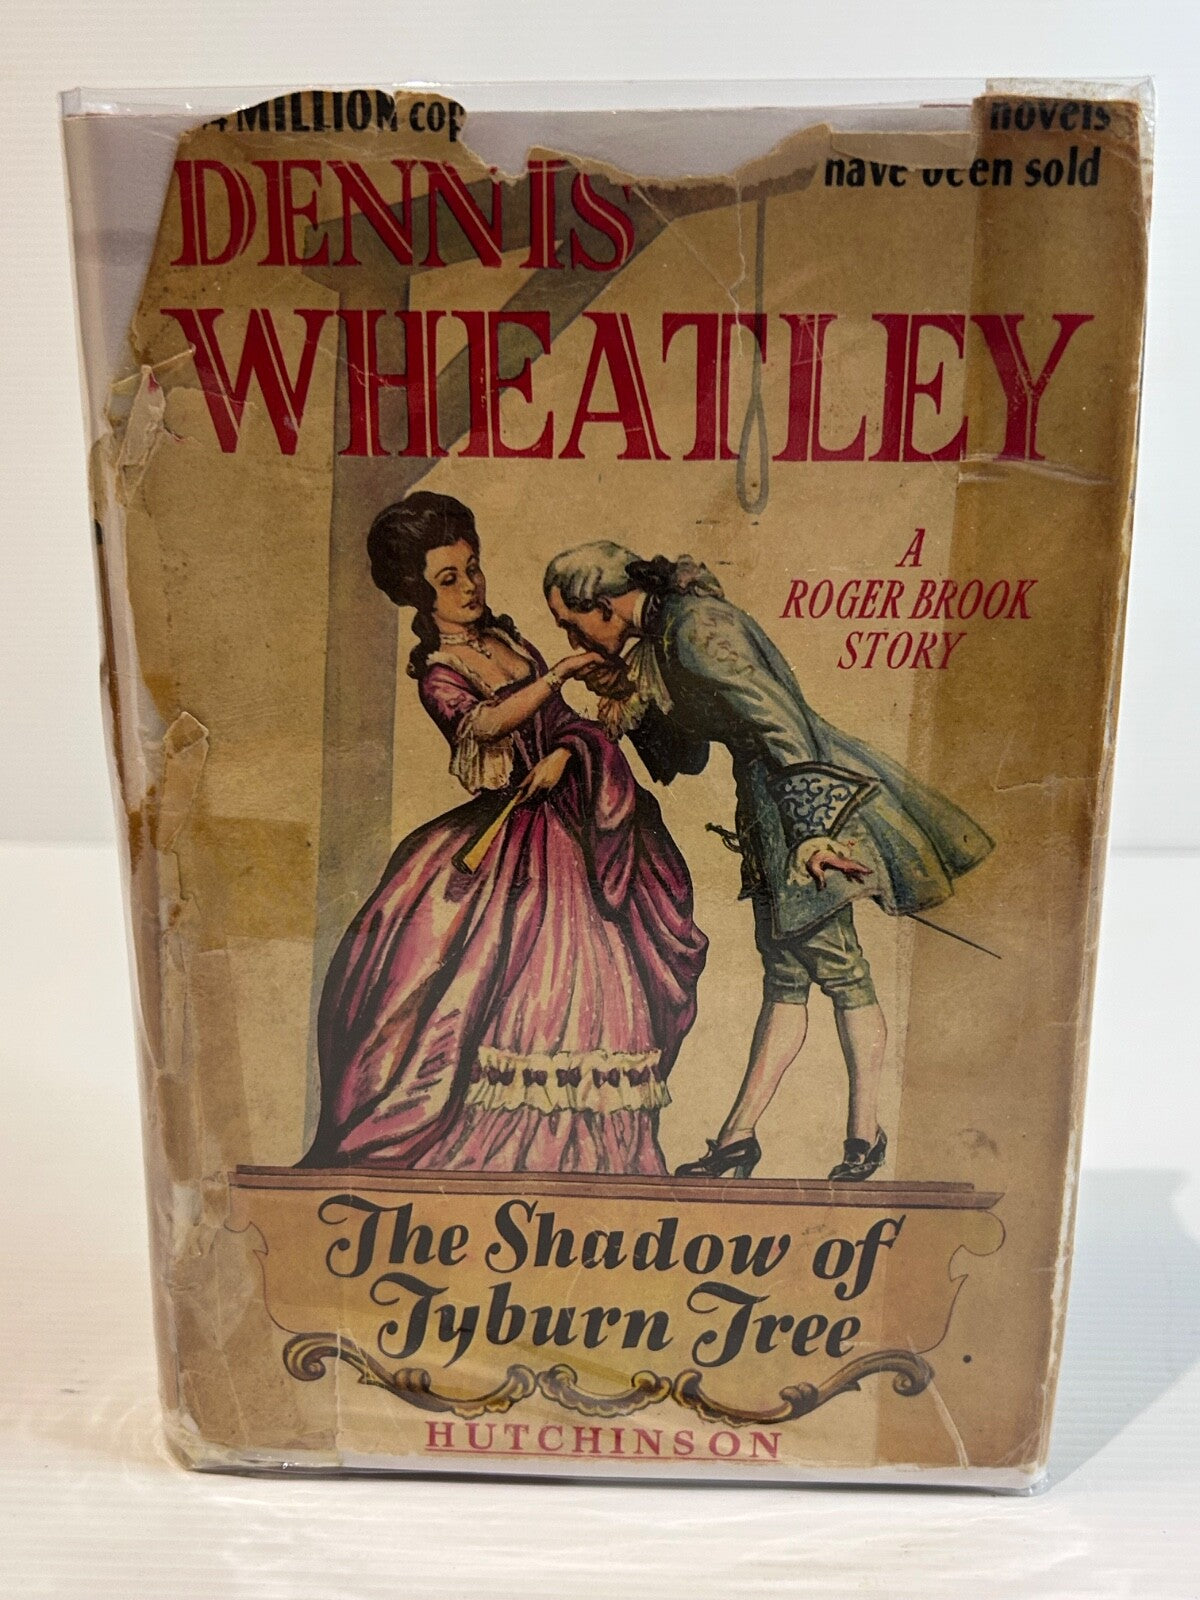 MILLION cop novels
have been sold
DENNIS
WHEATLEY
A
ROGER BROOK
STORY
The Shadow of
Tyburn Tree
HUTCHINSON